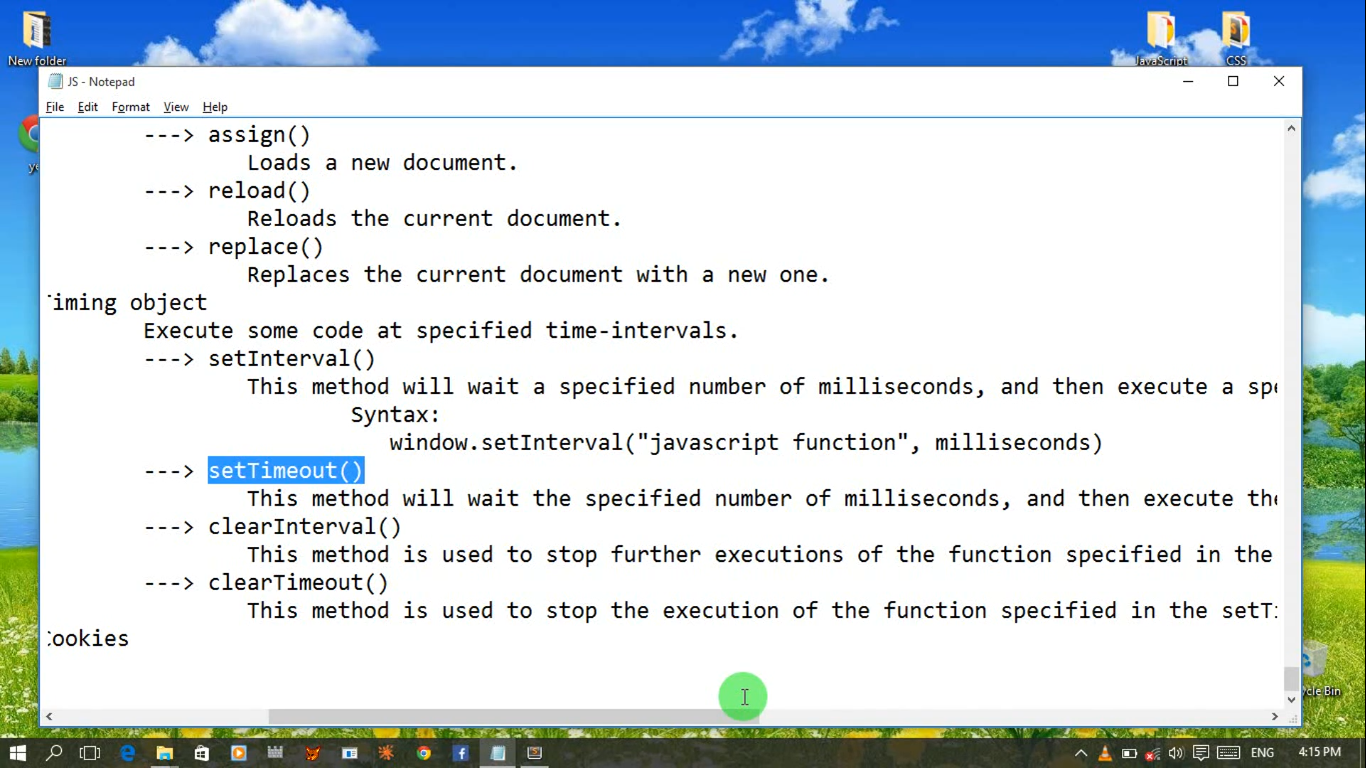 New folder
JavaScript
CSS
JS - Notepad
File Edit Format View Help
---> assign()
Loads a new document.
---> reload()
Reloads the current document.
---> replace()
Replaces the current document with a new one.
iming object
Execute some code at specified time-intervals.
---> setInterval()
This method will wait a specified number of milliseconds, and then execute a spe
Syntax:
window.setInterval("javascript function", milliseconds)
---> setTimeout()
This method will wait the specified number of milliseconds, and then execute the
---> clearInterval()
This method is used to stop further executions of the function specified in the
---> clearTimeout()
This method is used to stop the execution of the function specified in the setT
ookies
cle Bin
ENG 4:15 PM